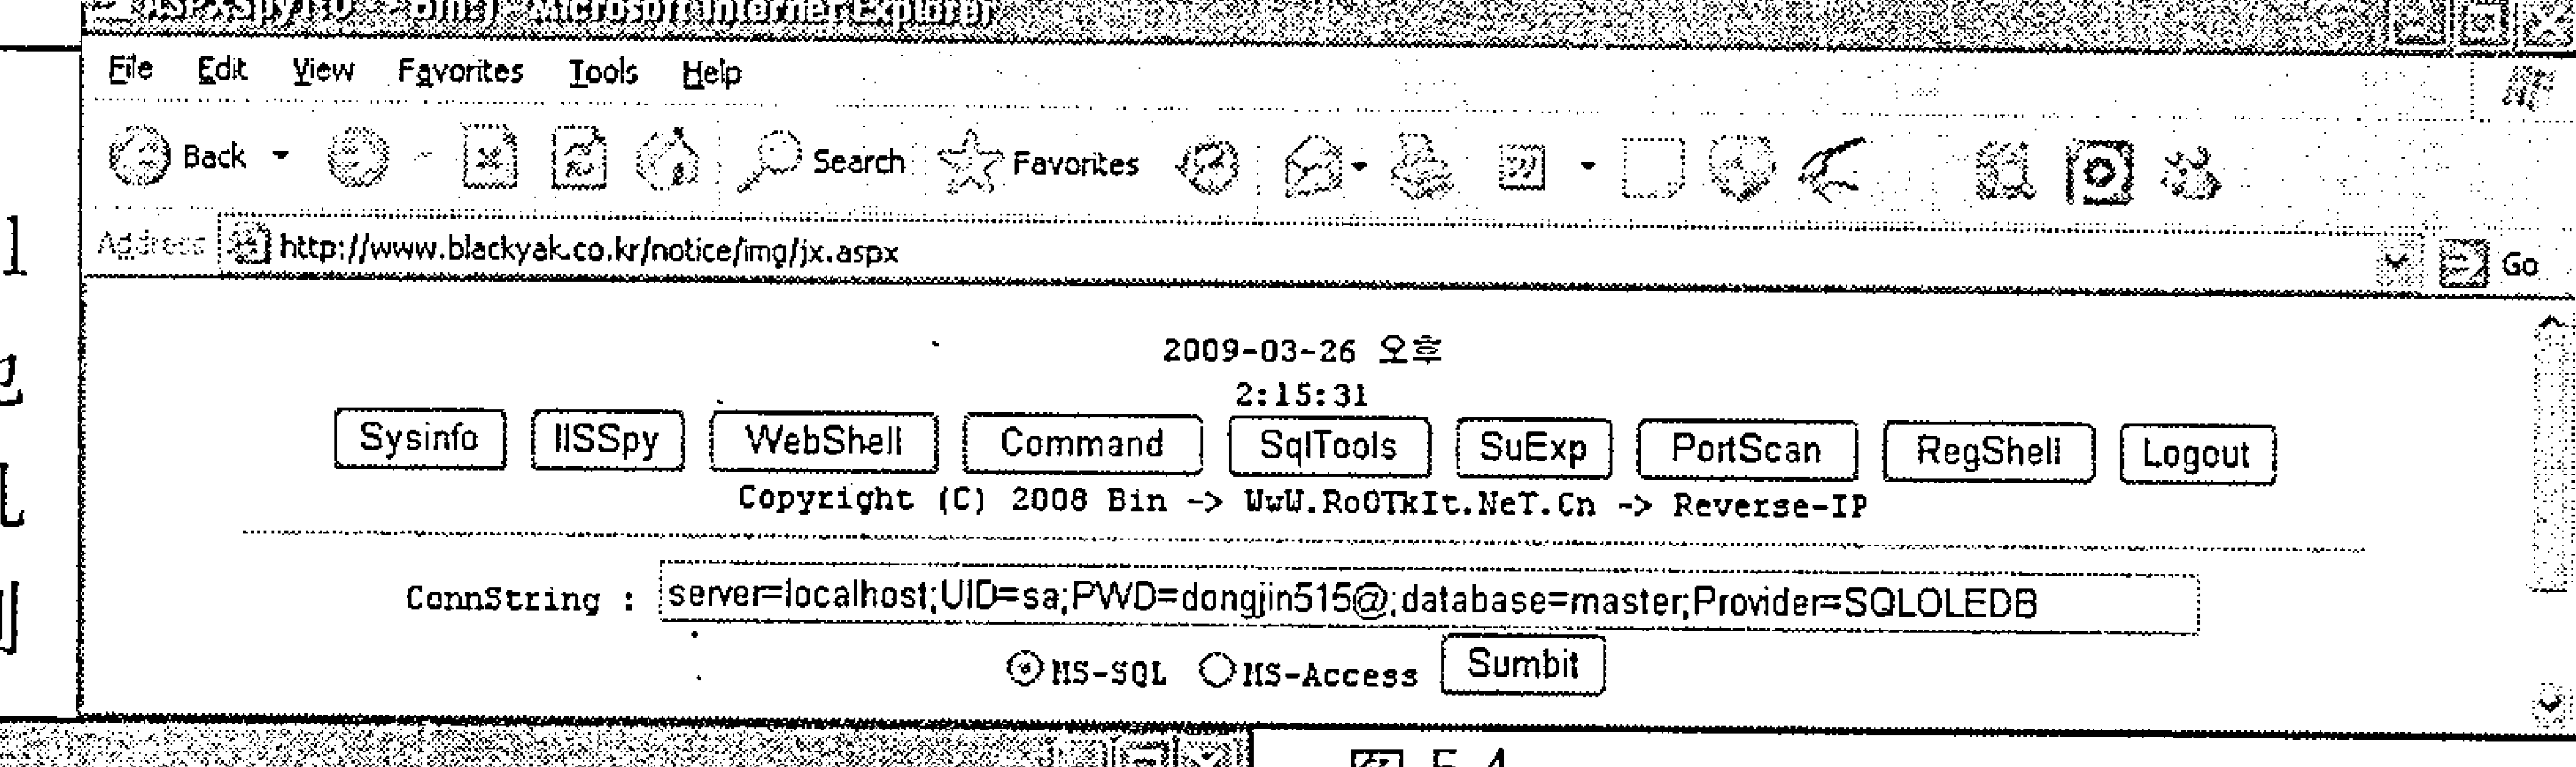 Microsoft Internet Explorer
File Edit View Favorites Tools Help
Back Search Favorites
Address http://www.blackyak.co.kr/notice/img/jx.aspx Go
2009-03-26 오후
2:15:31
Sysinfo IISSpy WebShell Command SqlTools SuExp PortScan RegShell Logout
Copyright (C) 2008 Bin -> WwW.RoOTkIt.NeT.Cn -> Reverse-IP
ConnString : server=localhost;UID=sa;PWD=dongjin515@;database=master;Provider=SQLOLEDB
MS-SQL MS-Access Sumbit